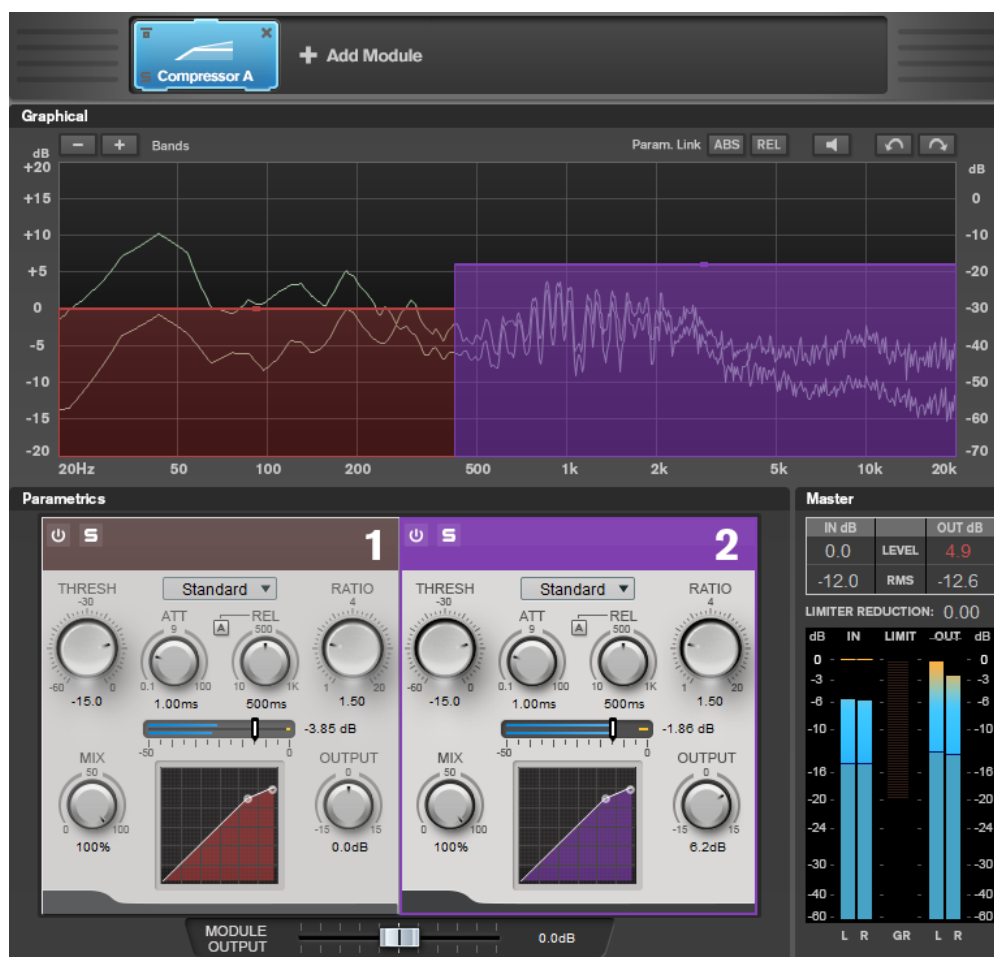 S Compressor A
Add Module
Graphical
Bands
Param. Link ABS REL
dB
+20
+15
+10
+5
0
-5
-10
-15
-20
dB
0
-10
-20
-30
-40
-50
-60
-70
20Hz 50 100 200 500 1k 2k 5k 10k 20k
Parametrics
S 1
Standard
THRESH
-30
-60 0
-15.0
ATT
9
0.1 100
1.00ms
A
REL
500
10 1K
500ms
RATIO
4
1 20
1.50
-3.85 dB
-50 0
MIX
50
0 100
100%
OUTPUT
0
-15 15
0.0dB
S 2
Standard
THRESH
-30
-60 0
-15.0
ATT
9
0.1 100
1.00ms
A
REL
500
10 1K
500ms
RATIO
4
1 20
1.50
-1.86 dB
-50 0
MIX
50
0 100
100%
OUTPUT
0
-15 15
6.2dB
MODULE
OUTPUT
0.0dB
Master
IN dB OUT dB
0.0 LEVEL 4.9
-12.0 RMS -12.6
LIMITER REDUCTION: 0.00
dB IN LIMIT OUT dB
0 0
-3 -3
-6 -6
-10 -10
-16 -16
-20 -20
-24 -24
-30 -30
-40 -40
-60 -60
L R GR L R